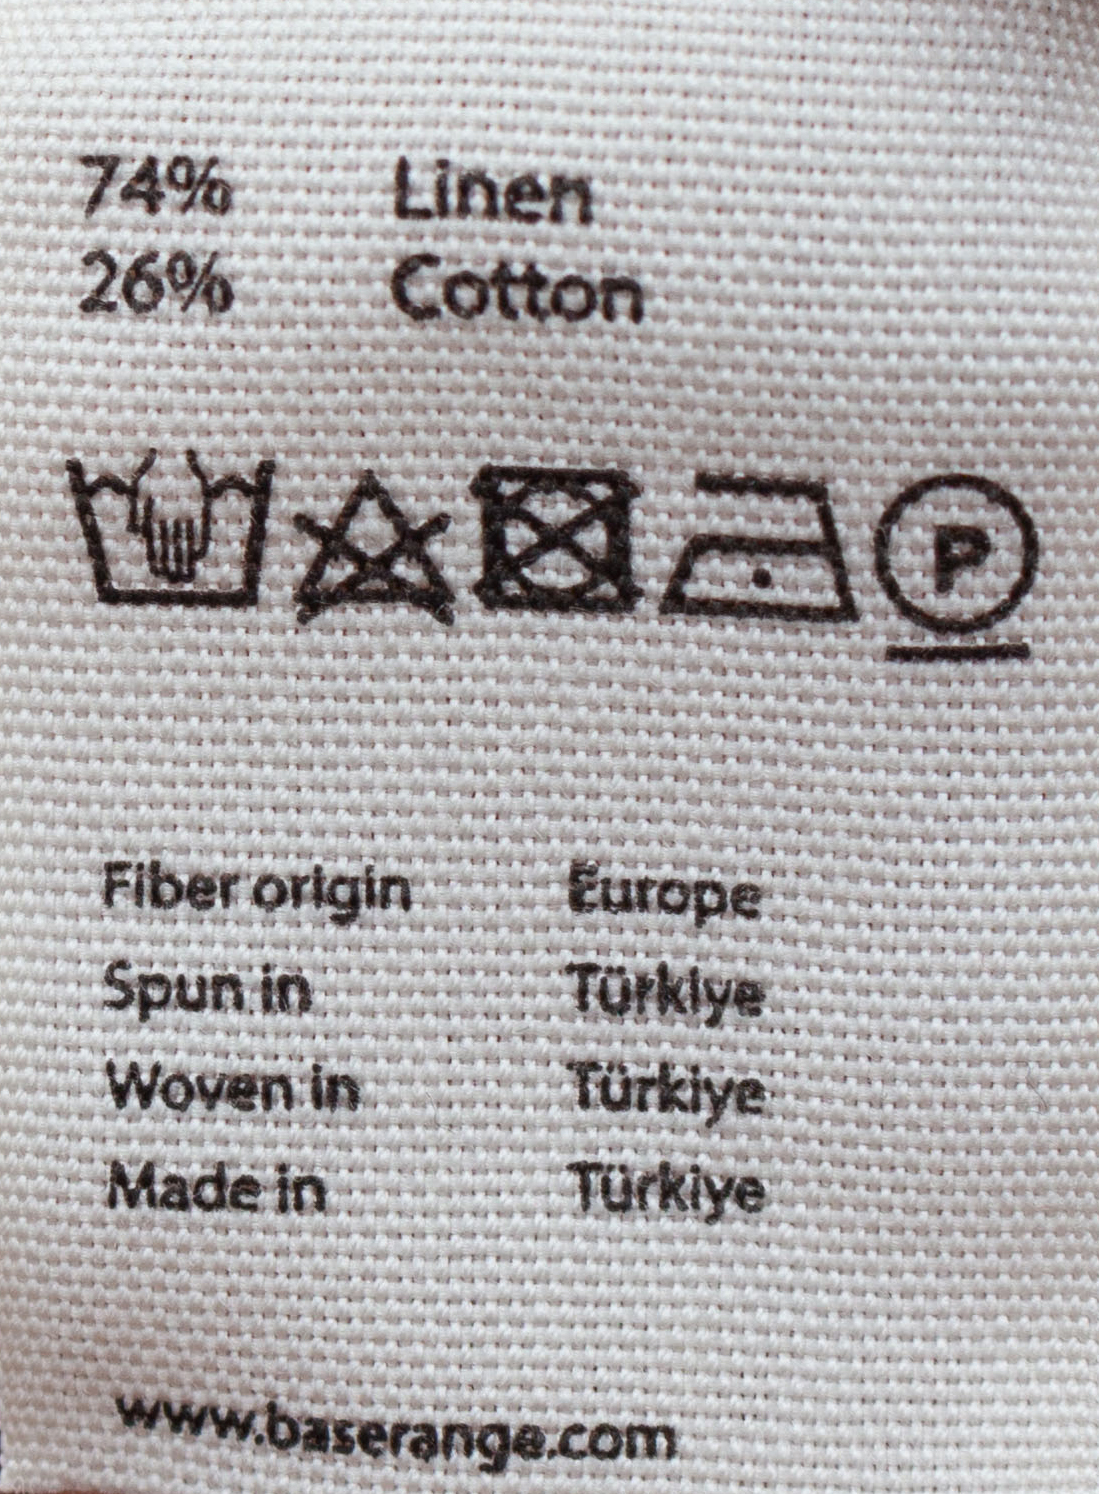 74% Linen
26% Cotton
P
Fiber origin Europe
Spun in Türkiye
Woven in Türkiye
Made in Türkiye
www.baserange.com